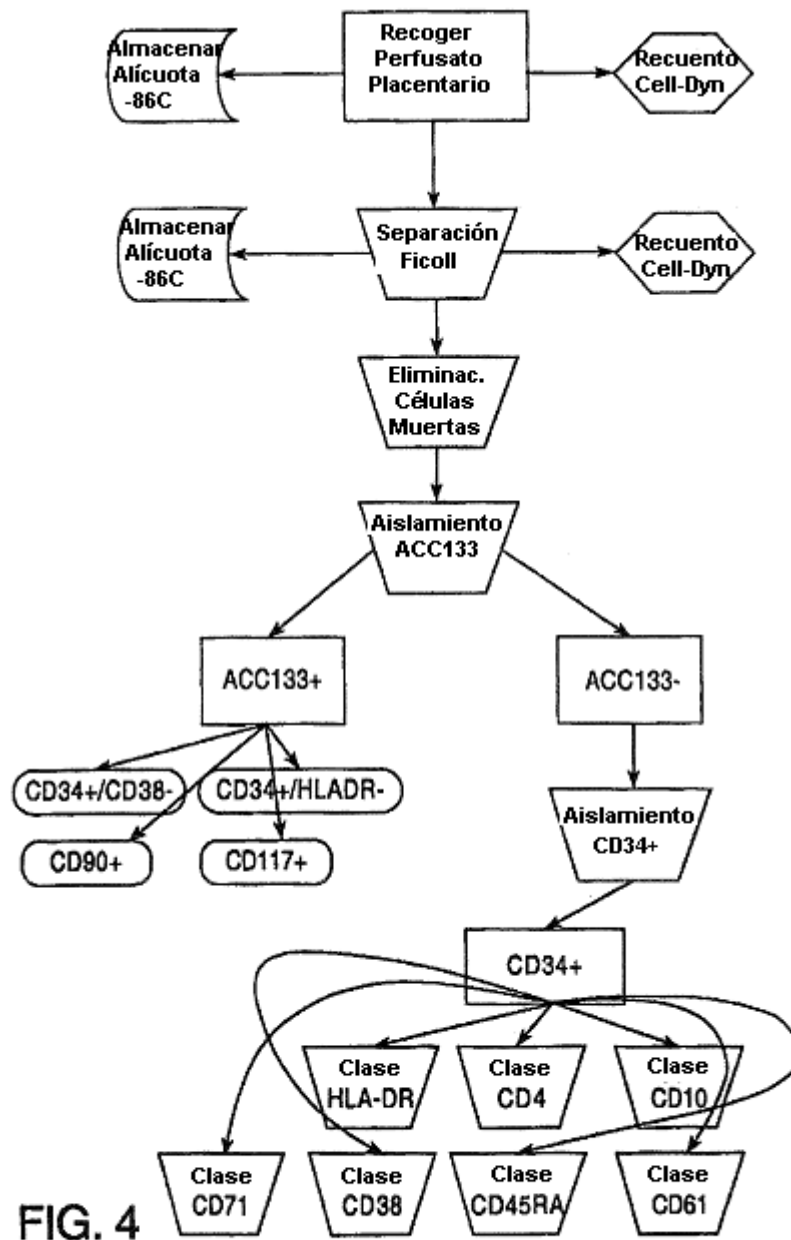 Recoger
Perfusato
Placentario
Almacenar
Alícuota
-86C
Recuento
Cell-Dyn
Separación
Ficoll
Almacenar
Alícuota
-86C
Recuento
Cell-Dyn
Eliminac.
Células
Muertas
Aislamiento
ACC133
ACC133+
ACC133-
CD34+/CD38-
CD34+/HLADR-
CD90+
CD117+
Aislamiento
CD34+
CD34+
Clase
HLA-DR
Clase
CD4
Clase
CD10
Clase
CD71
Clase
CD38
Clase
CD45RA
Clase
CD61
FIG. 4